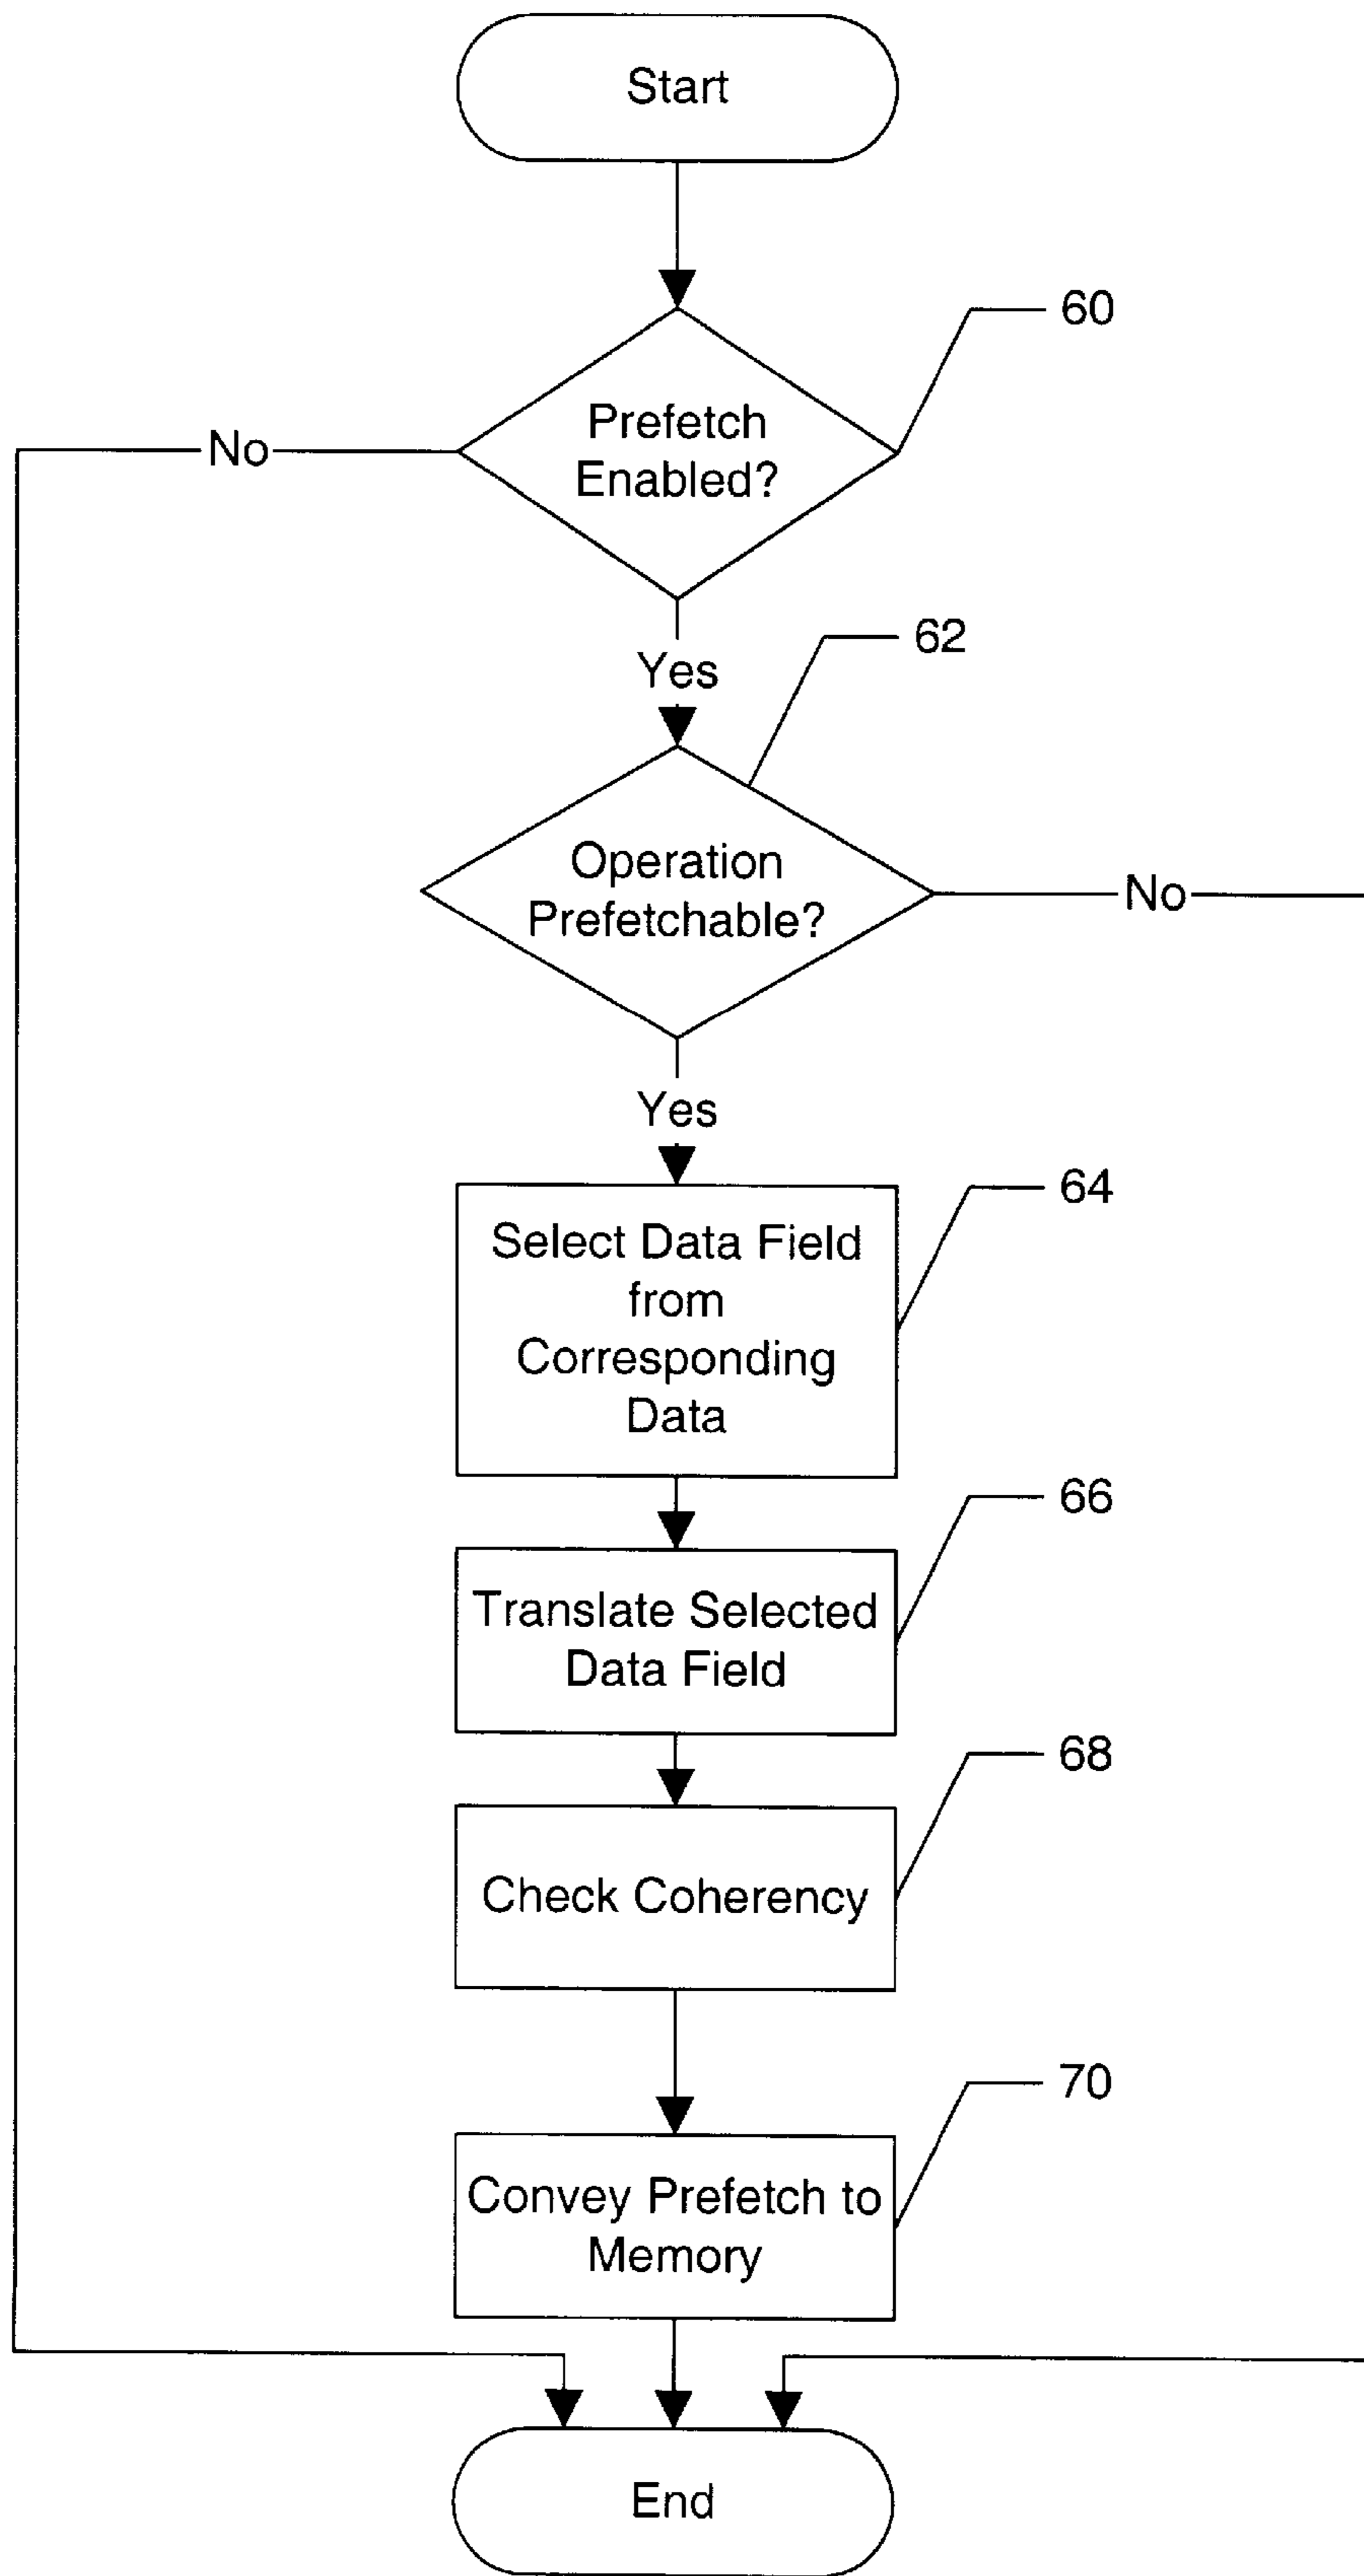 Start
60
Prefetch
Enabled?
No
Yes
62
Operation
Prefetchable?
No
Yes
64
Select Data Field
from
Corresponding
Data
66
Translate Selected
Data Field
68
Check Coherency
70
Convey Prefetch to
Memory
End